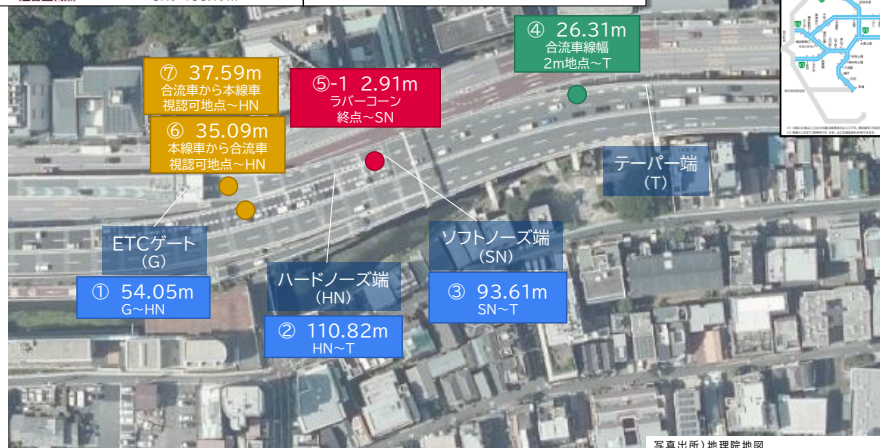 ⑦ 37.59m
合流車から本線車
視認可地点~HN
⑥ 35.09m
本線車から合流車
視認可地点~HN
⑤-1 2.91m
ラバーコーン
終点~SN
④ 26.31m
合流車線幅
2m地点~T
テーパー端
(T)
ETCゲート
(G)
① 54.05m
G~HN
ハードノーズ端
(HN)
② 110.82m
HN~T
ソフトノーズ端
(SN)
③ 93.61m
SN~T
写真出所)地理院地図